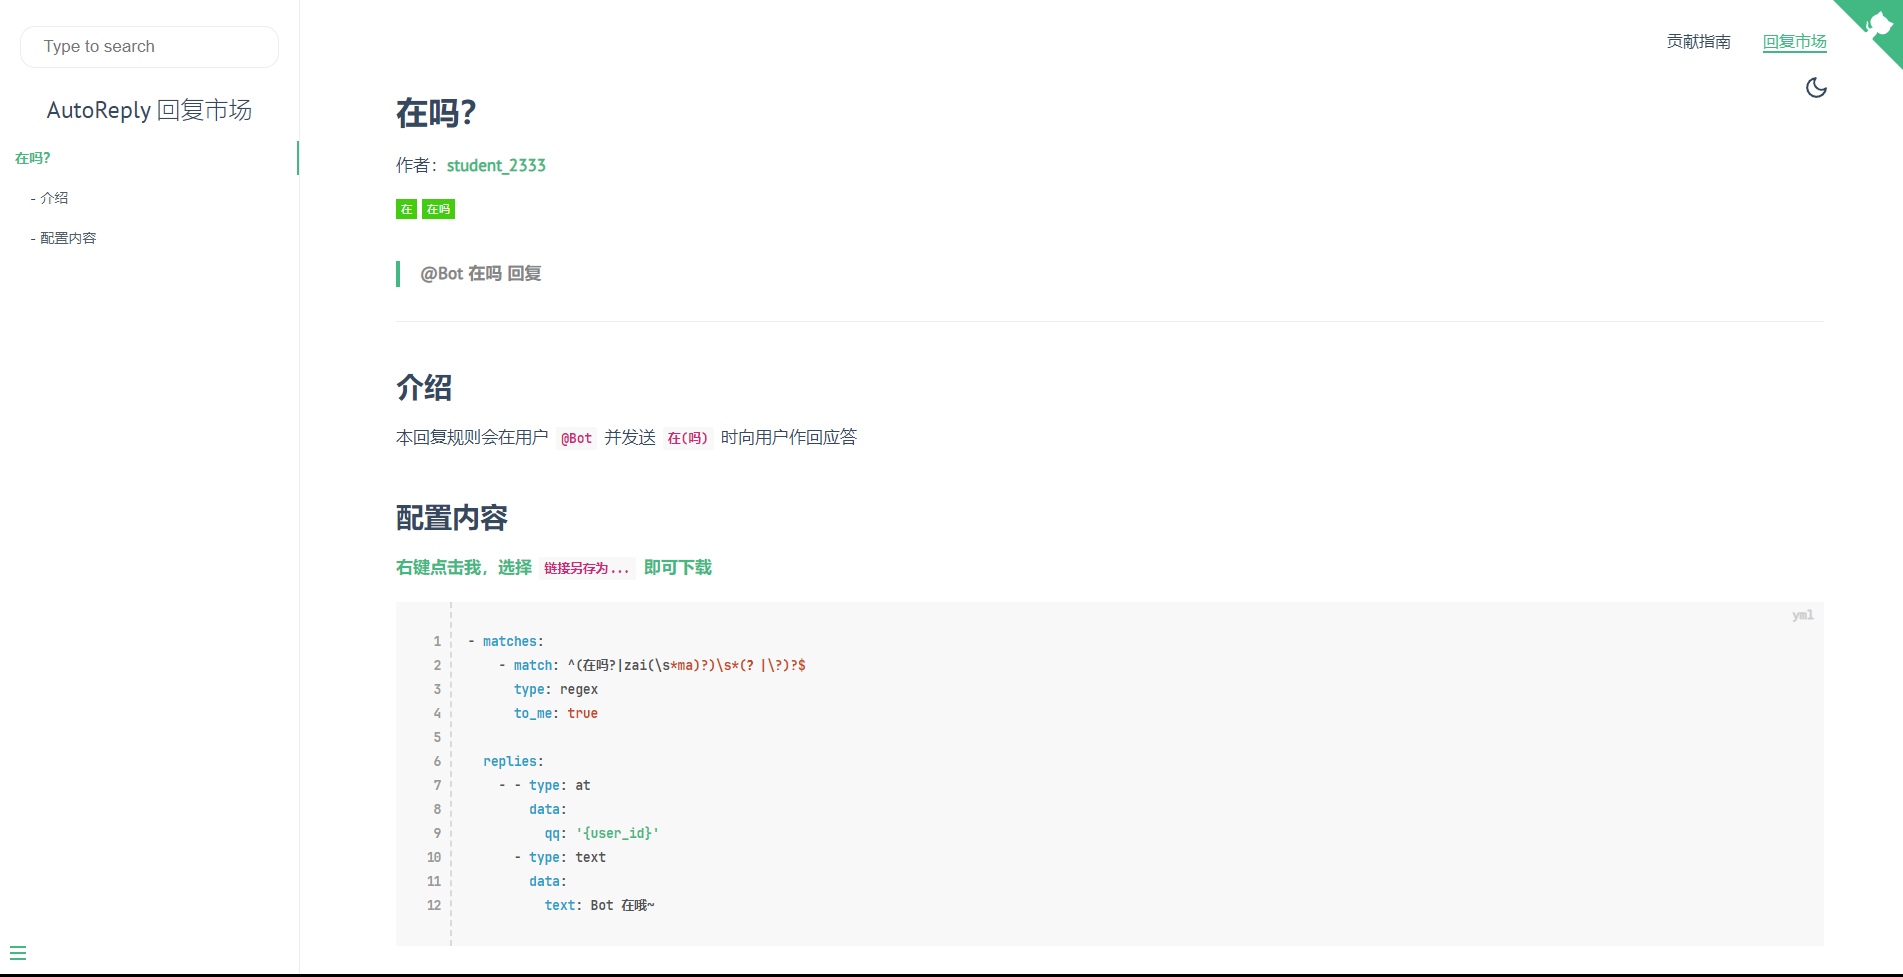 Type to search
AutoReply 回复市场
在吗?
- 介绍
- 配置内容
贡献指南 回复市场
在吗?
作者：student_2333
在 在吗
@Bot 在吗 回复
介绍
本回复规则会在用户 @Bot 并发送 在(吗) 时向用户作回应答
配置内容
右键点击我，选择 链接另存为... 即可下载
yml
1 - matches:
2 - match: ^(在吗?|zai(\s*ma)?)\s*(？|\?)?$
3 type: regex
4 to_me: true
5
6 replies:
7 - - type: at
8 data:
9 qq: '{user_id}'
10 - type: text
11 data:
12 text: Bot 在哦~